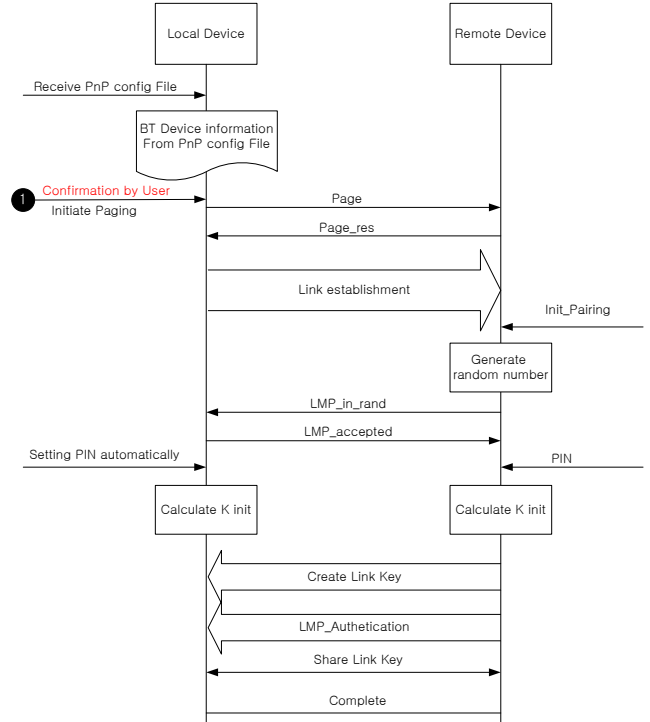 Local Device
Remote Device
Receive PnP config File
BT Device information
From PnP config File
1
Confirmation by User
Initiate Paging
Page
Page_res
Link establishment
Init_Pairing
Generate
random number
LMP_in_rand
LMP_accepted
Setting PIN automatically
PIN
Calculate K init
Calculate K init
Create Link Key
LMP_Authetication
Share Link Key
Complete